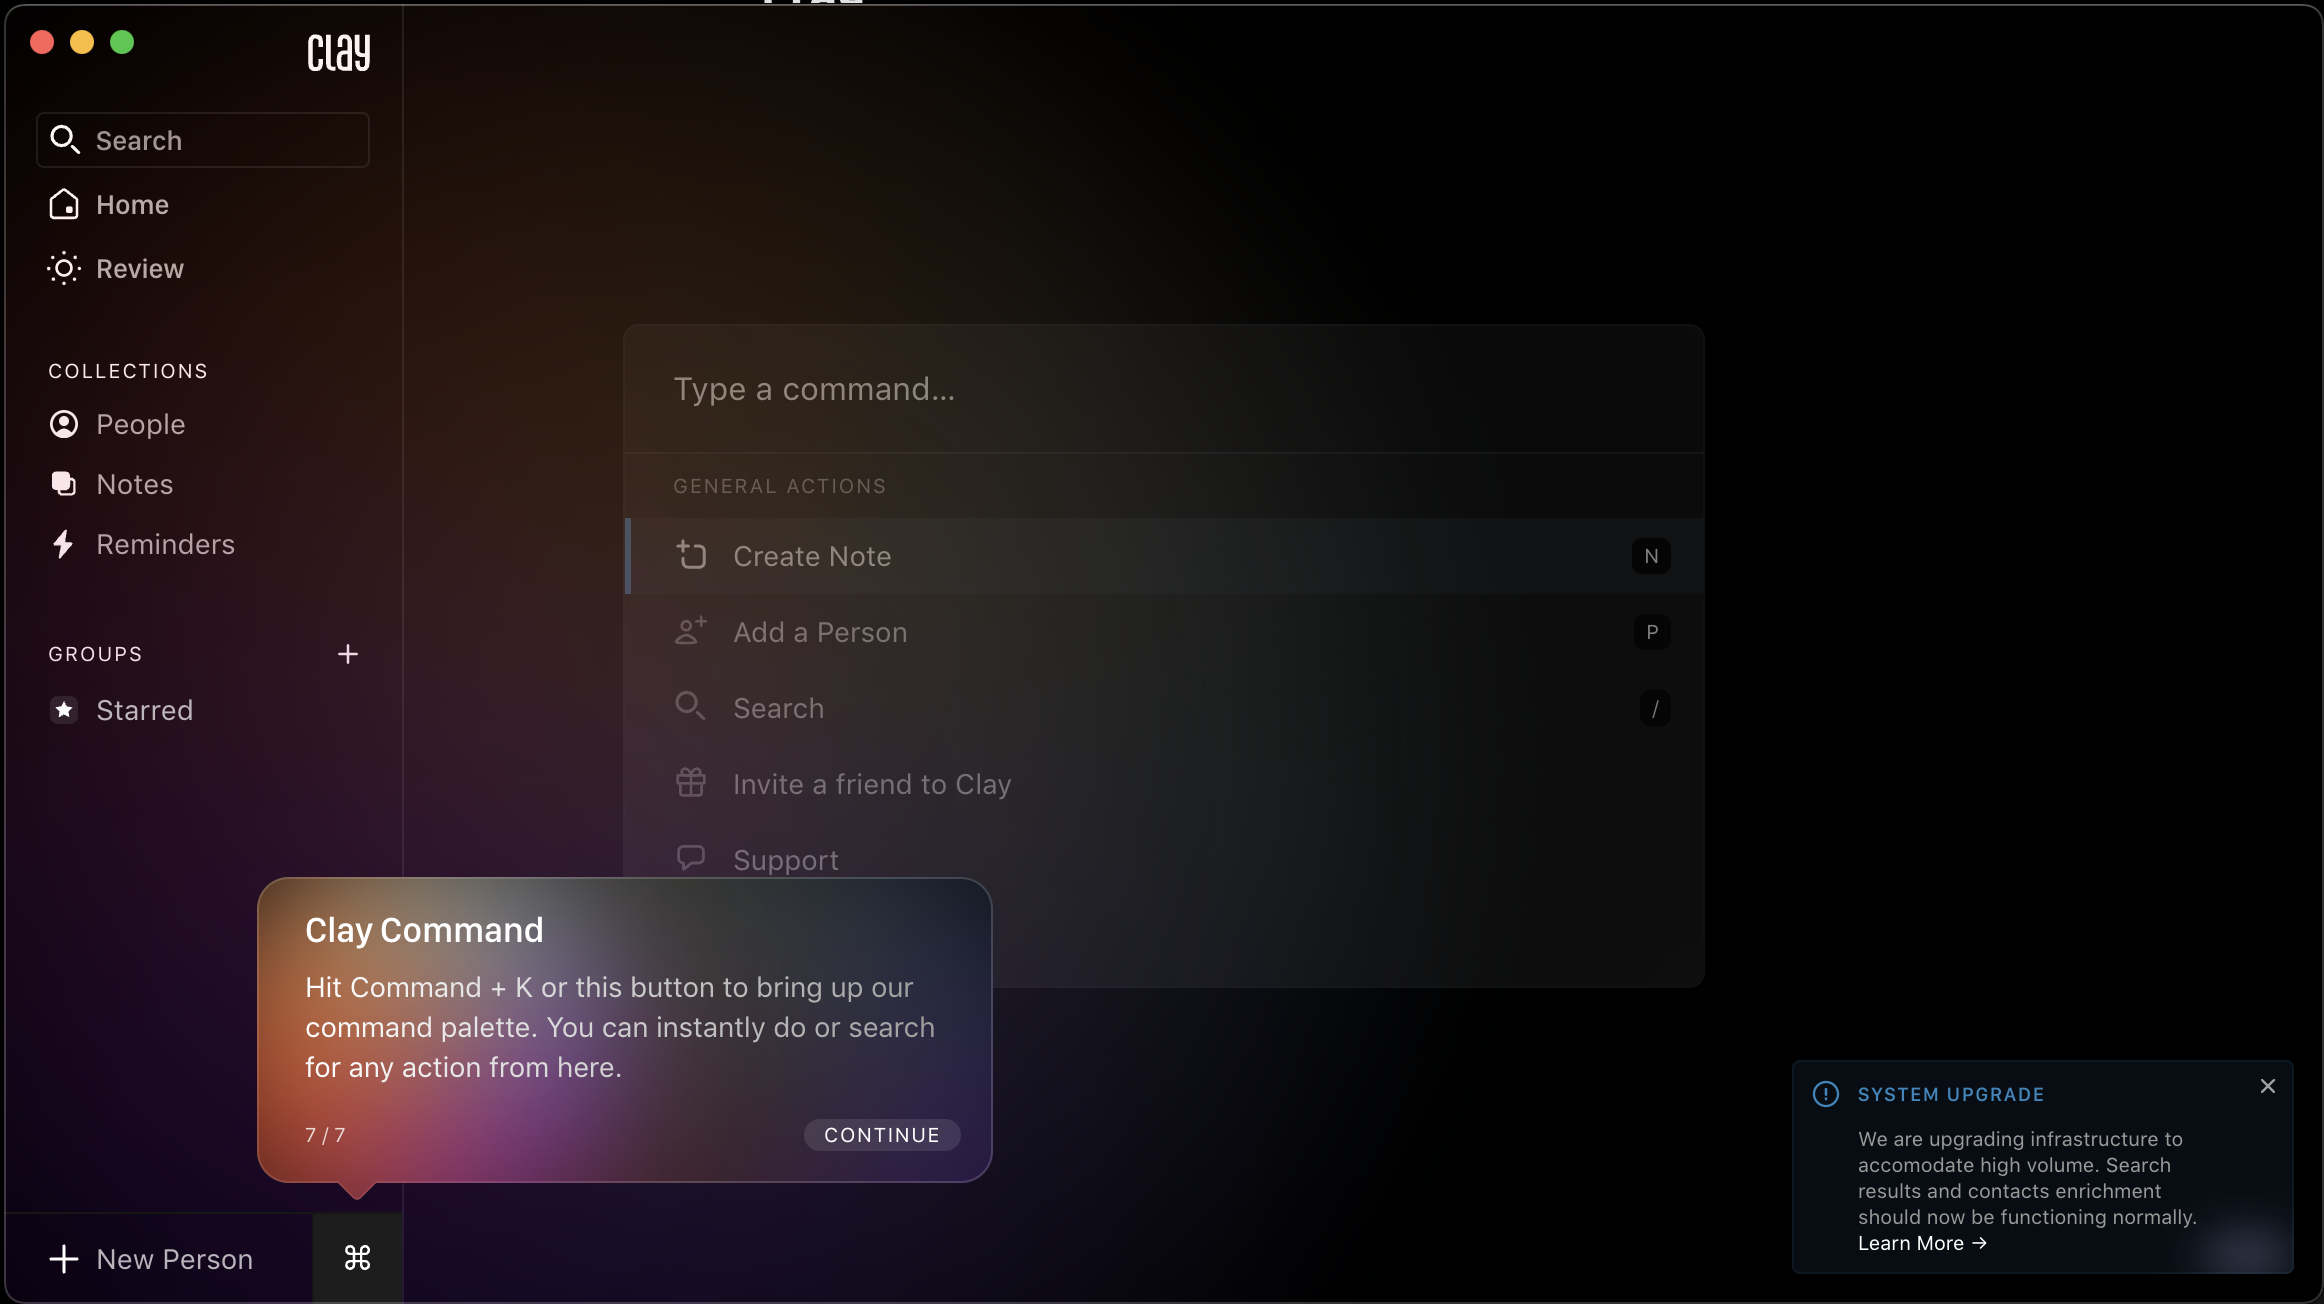 Clay
Search
Home
Review
COLLECTIONS
People
Notes
Reminders
GROUPS +
Starred
Type a command...
GENERAL ACTIONS
Create Note N
Add a Person P
Search /
Invite a friend to Clay
Support
Clay Command
Hit Command + K or this button to bring up our
command palette. You can instantly do or search
for any action from here.
7 / 7 CONTINUE
New Person ⌘
SYSTEM UPGRADE
We are upgrading infrastructure to
accomodate high volume. Search
results and contacts enrichment
should now be functioning normally.
Learn More →